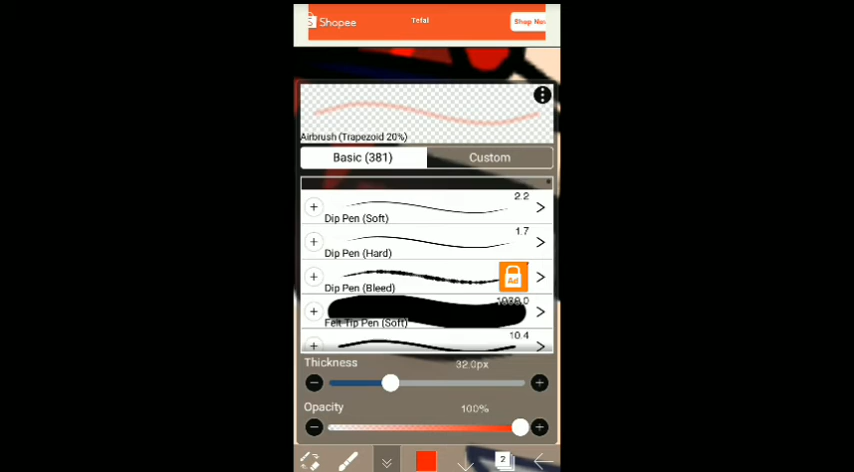 Shopee
Tefal
Shop Now
Airbrush (Trapezoid 20%)
Basic (381)
Custom
2.2
Dip Pen (Soft)
1.7
Dip Pen (Hard)
Ad
Dip Pen (Bleed)
Felt Tip Pen (Soft)
10.4
Thickness
32.0px
Opacity
100%
2